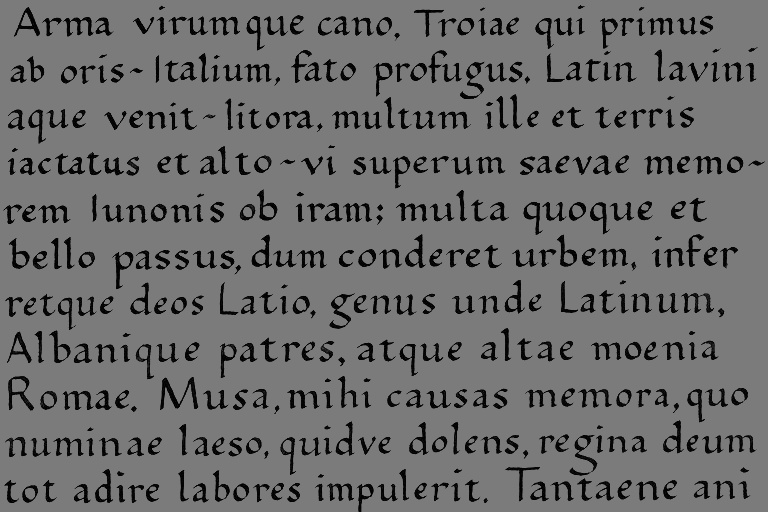 Arma virumque cano. Troiae qui primus
ab oris~Italium, fato profugus. Latin lavini
aque venit~litora, multum ille et terris
iactatus et alto~vi superum saevae memo~
rem Iunonis ob iram; multa quoque et
bello passus, dum conderet urbem, infer
retque deos Latio, genus unde Latinum,
Albanique patres, atque altae moenia
Romae. Musa, mihi causas memora, quo
numinae laeso, quidve dolens, regina deum
tot adire labores impulerit. Tantaene ani